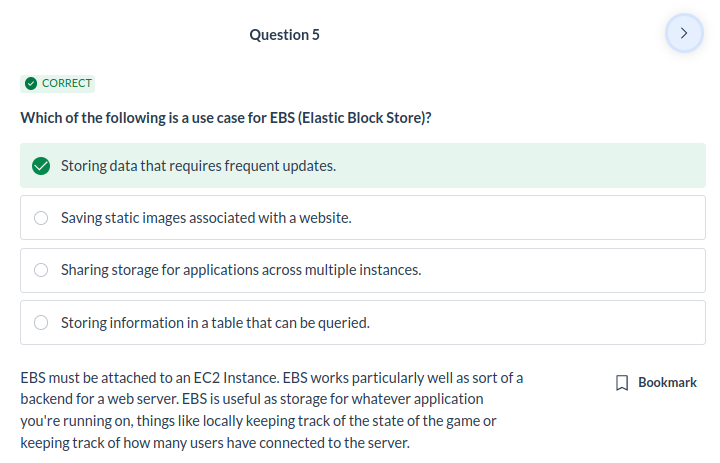 Question 5
CORRECT
Which of the following is a use case for EBS (Elastic Block Store)?
Storing data that requires frequent updates.
Saving static images associated with a website.
Sharing storage for applications across multiple instances.
Storing information in a table that can be queried.
EBS must be attached to an EC2 Instance. EBS works particularly well as sort of a
backend for a web server. EBS is useful as storage for whatever application
you're running on, things like locally keeping track of the state of the game or
keeping track of how many users have connected to the server.
Bookmark